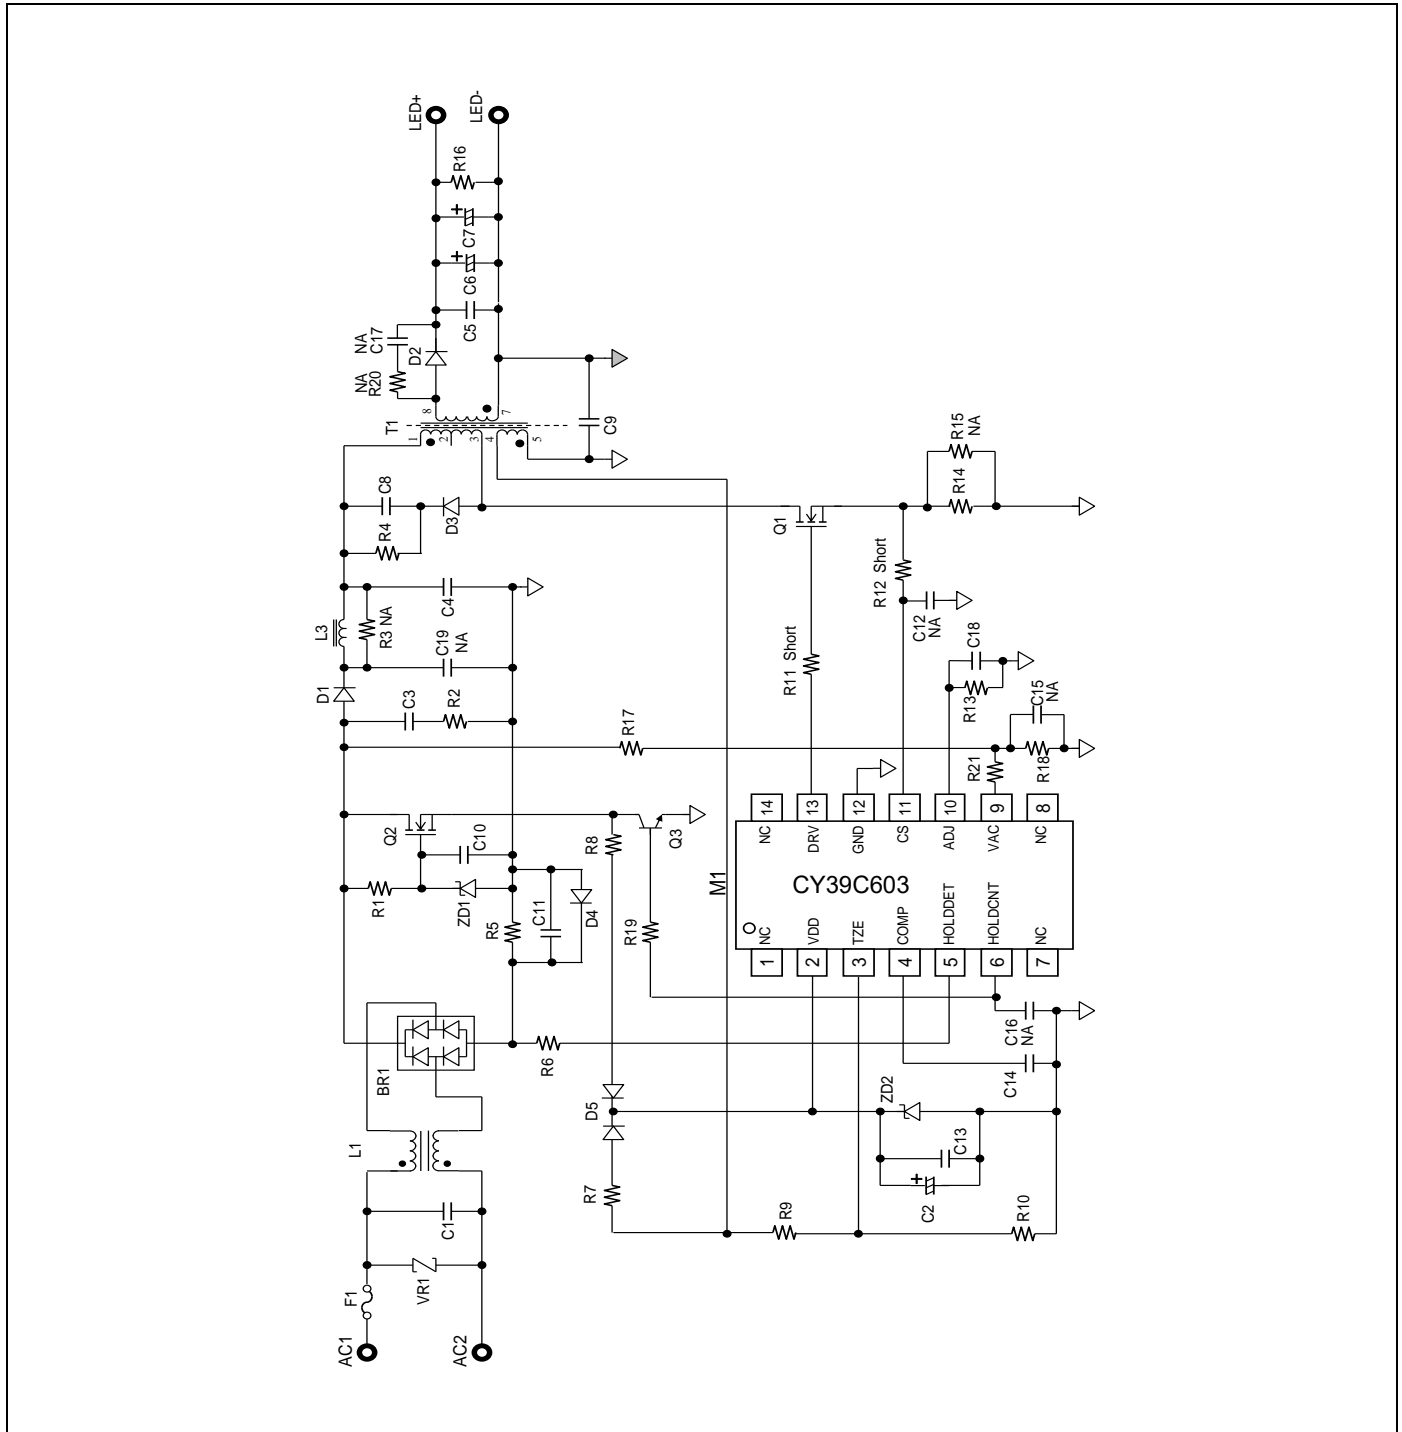 LED+
LED-
R16
C7
+
C6
+
C5
NA
C17
D2
NA
R20
8
7
T1
1
2
3
4
5
C9
R15
NA
C8
R14
R4
D3
Q1
R12 Short
C4
L3
R3 NA
C19
NA
C12
NA
C18
D1
C3
R2
R11 Short
R13
C15
NA
R17
R21
R18
14
13
12
11
10
9
8
NC
DRV
GND
CS
ADJ
VAC
NC
Q2
C10
R8
Q3
R1
ZD1
R5
C11
D4
R19
M1
CY39C603
NC
VDD
TZE
COMP
HOLDDET
HOLDCNT
NC
1
2
3
4
5
6
7
BR1
R6
C16
NA
C14
D5
ZD2
L1
C13
R7
+
C2
R9
R10
C1
VR1
F1
AC1
AC2